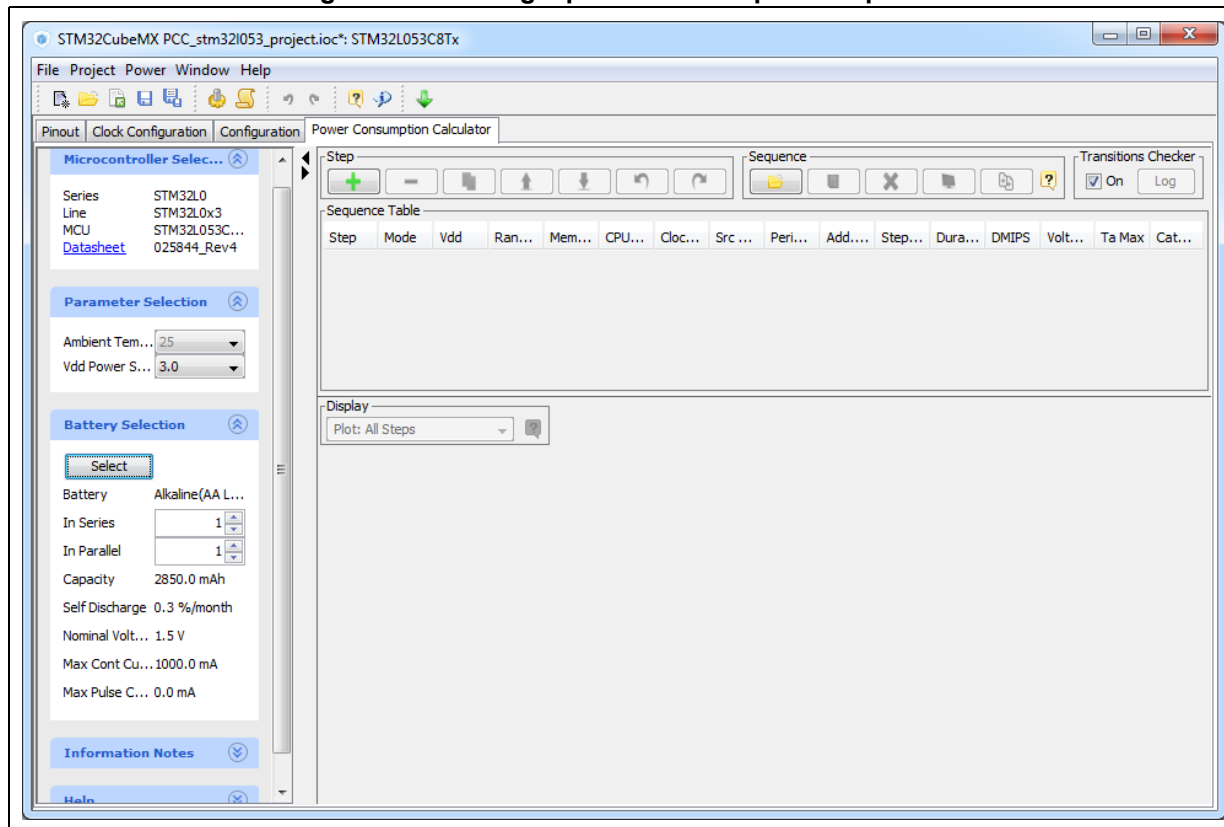 STM32CubeMX PCC_stm32l053_project.ioc*: STM32L053C8Tx
File Project Power Window Help
Pinout Clock Configuration Configuration Power Consumption Calculator
Microcontroller Selec...
Series STM32L0
Line STM32L0x3
MCU STM32L053C...
Datasheet 025844_Rev4
Parameter Selection
Ambient Tem... 25
Vdd Power S... 3.0
Battery Selection
Select
Battery Alkaline(AA L...
In Series 1
In Parallel 1
Capacity 2850.0 mAh
Self Discharge 0.3 %/month
Nominal Volt... 1.5 V
Max Cont Cu... 1000.0 mA
Max Pulse C... 0.0 mA
Information Notes
Help
Step
Sequence
Transitions Checker
On Log
Sequence Table
Step Mode Vdd Ran... Mem... CPU... Cloc... Src ... Peri... Add.... Step... Dura... DMIPS Volt... Ta Max Cat...
Display
Plot: All Steps